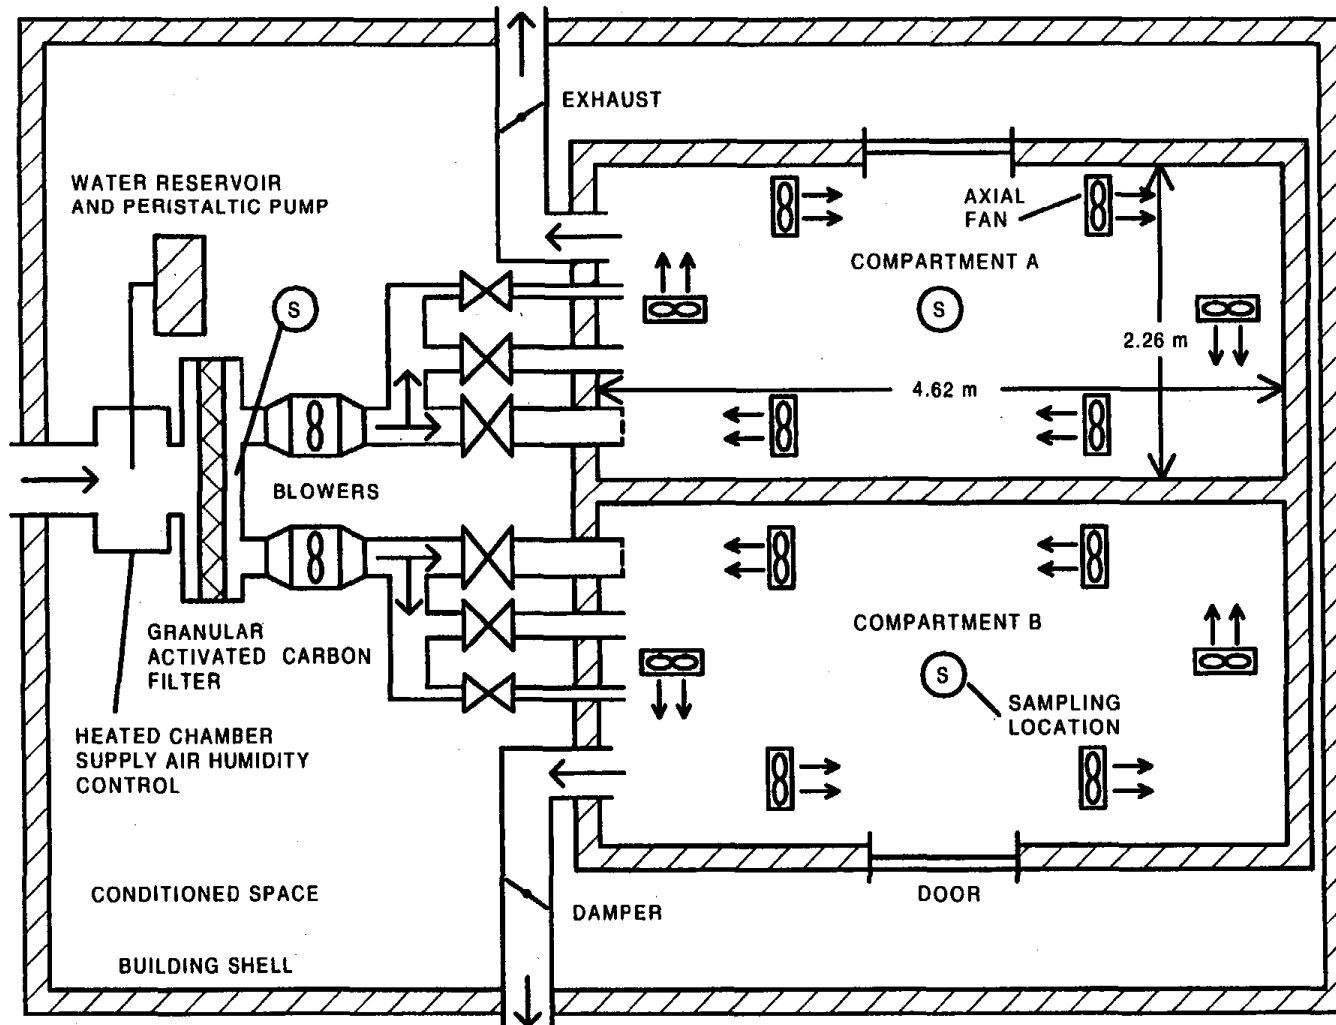 EXHAUST
WATER RESERVOIR
AND PERISTALTIC PUMP
AXIAL
FAN
COMPARTMENT A
S
S
2.26 m
4.62 m
BLOWERS
COMPARTMENT B
GRANULAR
ACTIVATED CARBON
FILTER
S
SAMPLING
LOCATION
HEATED CHAMBER
SUPPLY AIR HUMIDITY
CONTROL
CONDITIONED SPACE
DAMPER
DOOR
BUILDING SHELL